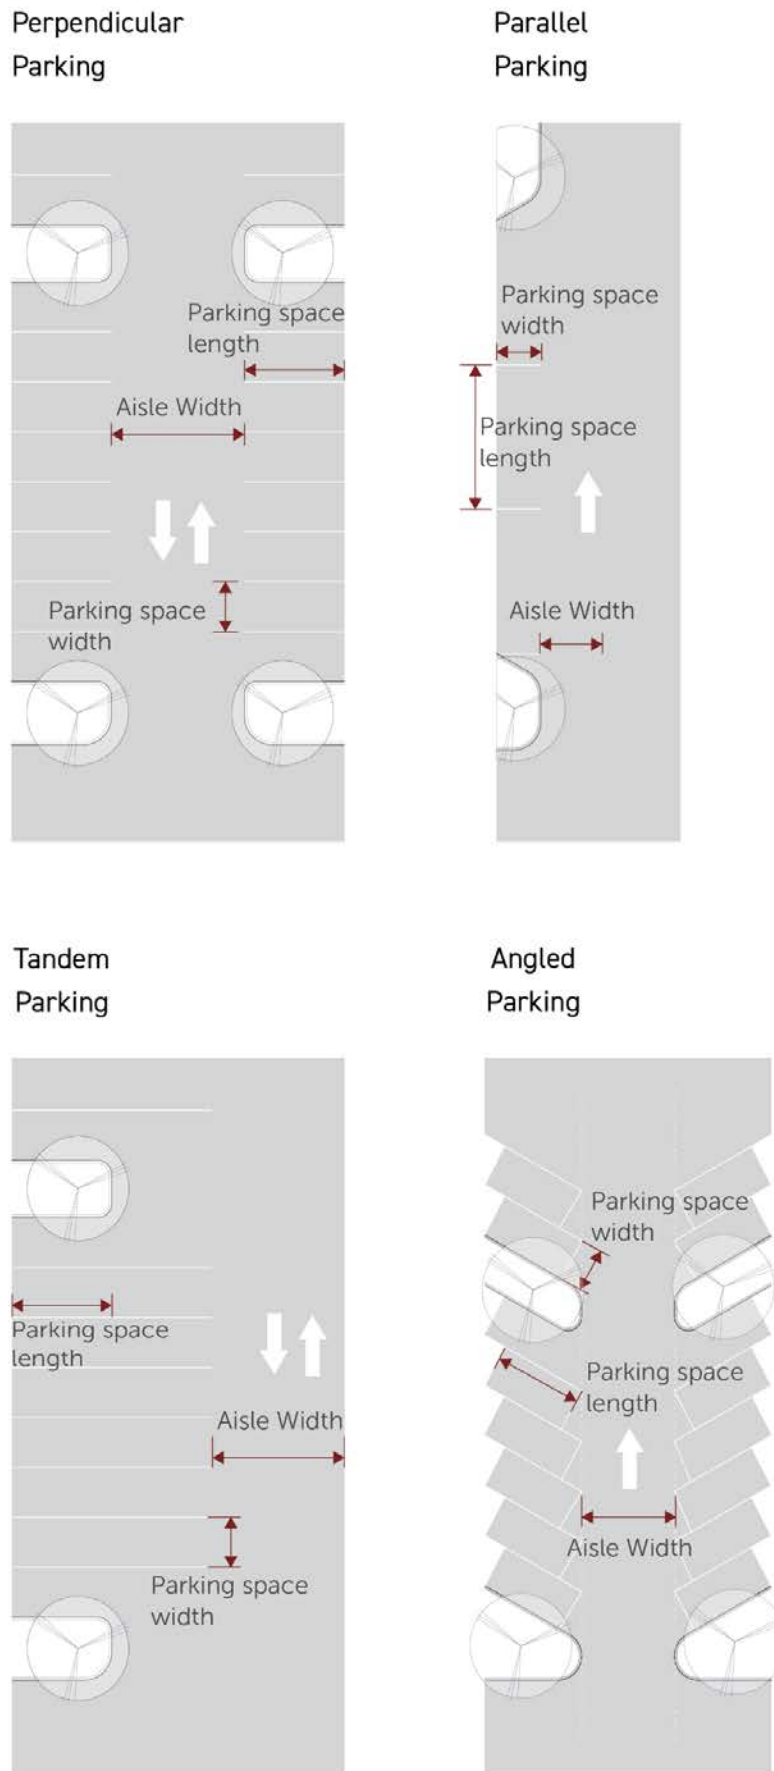 Perpendicular
Parking
Parking space
length
Aisle Width
Parking space
width
Parallel
Parking
Parking space
width
Parking space
length
Aisle Width
Tandem
Parking
Parking space
length
Aisle Width
Parking space
width
Angled
Parking
Parking space
width
Parking space
length
Aisle Width